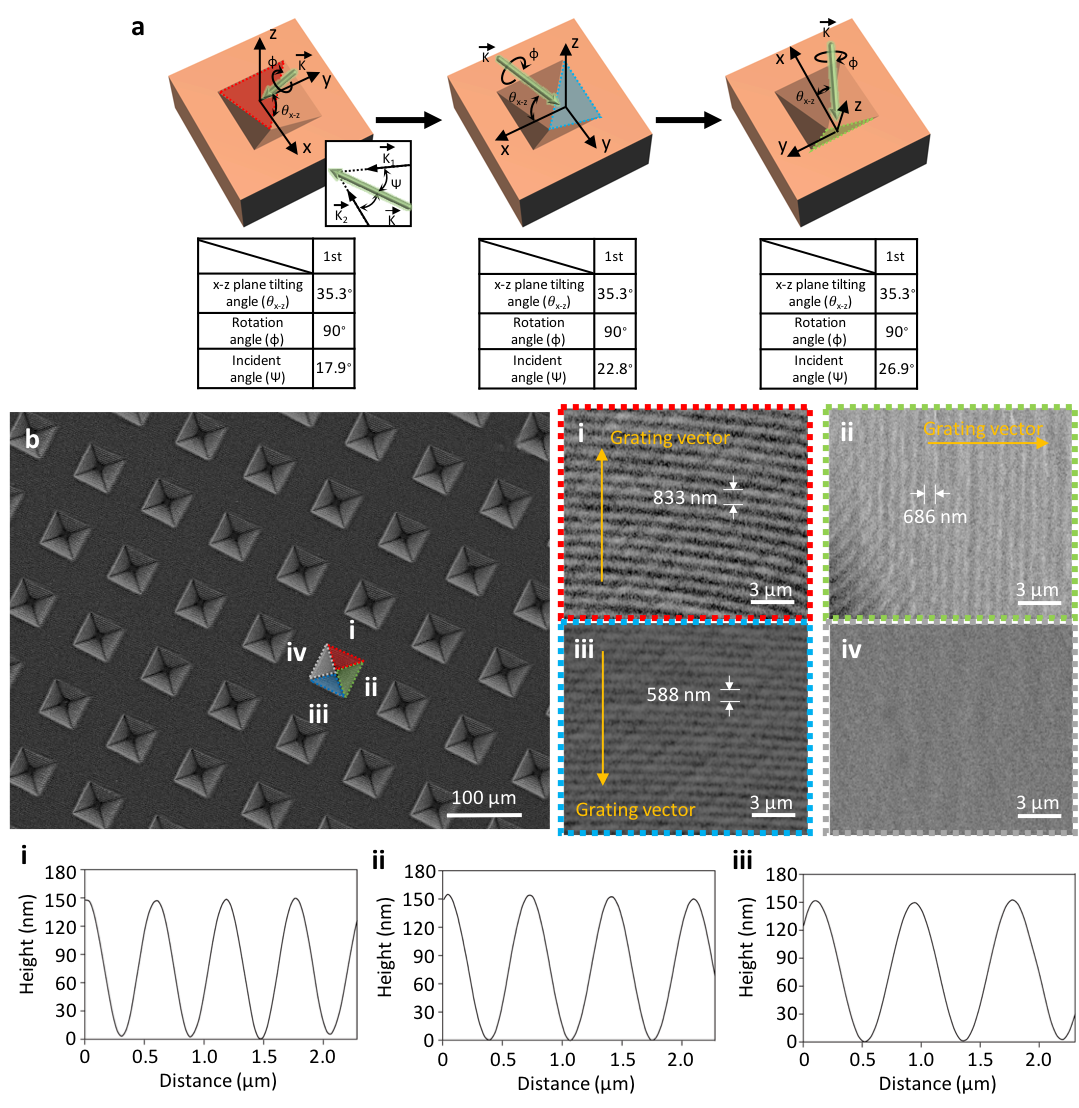 a
z
ϕ
K
y
θx-z
x
K1
Ψ
K2
K
K
ϕ
z
θx-z
x
y
K
x
ϕ
θx-z
z
y
1st
x-z plane tilting
angle (θx-z)
35.3°
Rotation
angle (ϕ)
90°
Incident
angle (Ψ)
17.9°
1st
x-z plane tilting
angle (θx-z)
35.3°
Rotation
angle (ϕ)
90°
Incident
angle (Ψ)
22.8°
1st
x-z plane tilting
angle (θx-z)
35.3°
Rotation
angle (ϕ)
90°
Incident
angle (Ψ)
26.9°
b
i
iv
ii
iii
100 μm
i
Grating vector
833 nm
3 μm
ii
Grating vector
686 nm
3 μm
iii
588 nm
Grating vector
3 μm
iv
3 μm
i
180
150
120
90
60
30
0
Height (nm)
0 0.5 1.0 1.5 2.0
Distance (μm)
ii
180
150
120
90
60
30
0
Height (nm)
0 0.5 1.0 1.5 2.0
Distance (μm)
iii
180
150
120
90
60
30
0
Height (nm)
0 0.5 1.0 1.5 2.0
Distance (μm)